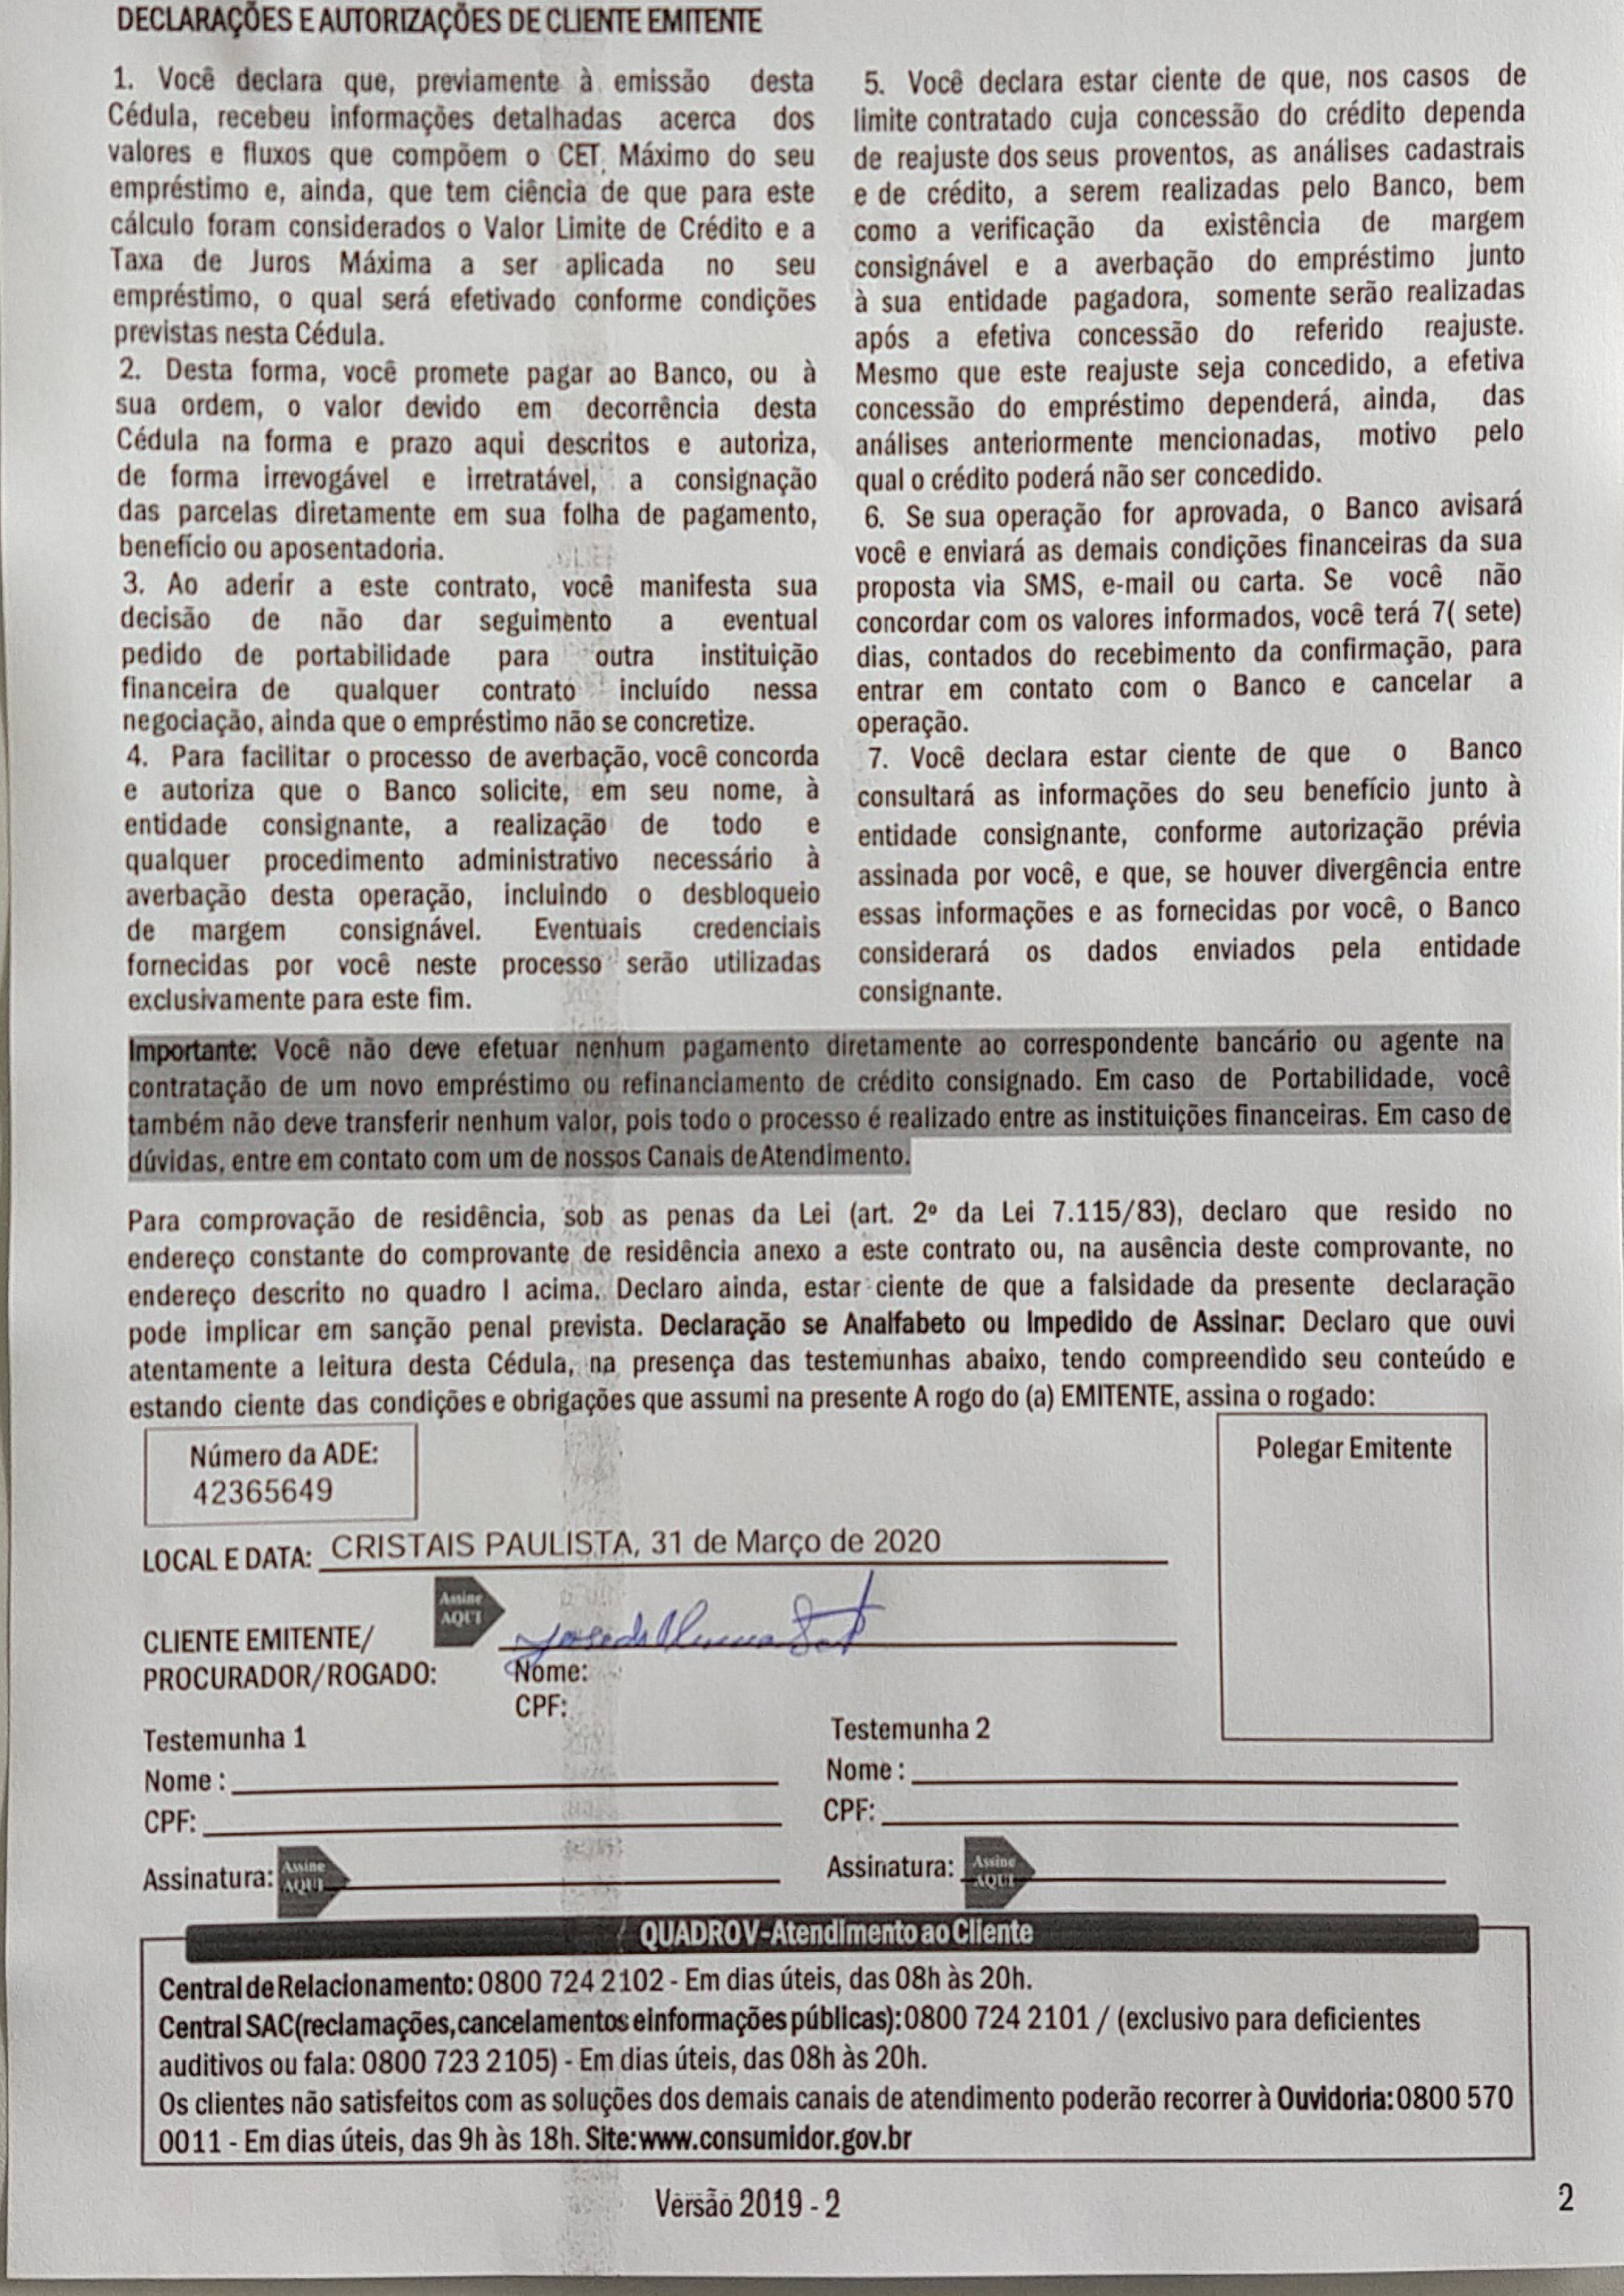 DECLARAÇÕES E AUTORIZAÇÕES DE CLIENTE EMITENTE
1. Você declara que, previamente à emissão desta
Cédula, recebeu informações detalhadas acerca dos
valores e fluxos que compõem o CET Máximo do seu
empréstimo e, ainda, que tem ciência de que para este
cálculo foram considerados o Valor Limite de Crédito e a
Taxa de Juros Máxima a ser aplicada no seu
empréstimo, o qual será efetivado conforme condições
previstas nesta Cédula.
2. Desta forma, você promete pagar ao Banco, ou à
sua ordem, o valor devido em decorrência desta
Cédula na forma e prazo aqui descritos e autoriza,
de forma irrevogável e irretratável, a consignação
das parcelas diretamente em sua folha de pagamento,
benefício ou aposentadoria.
3. Ao aderir a este contrato, você manifesta sua
decisão de não dar seguimento a eventual
pedido de portabilidade para outra instituição
financeira de qualquer contrato incluído nessa
negociação, ainda que o empréstimo não se concretize.
4. Para facilitar o processo de averbação, você concorda
e autoriza que o Banco solicite, em seu nome, à
entidade consignante, a realização de todo e
qualquer procedimento administrativo necessário à
averbação desta operação, incluindo o desbloqueio
de margem consignável. Eventuais credenciais
fornecidas por você neste processo serão utilizadas
exclusivamente para este fim.
5. Você declara estar ciente de que, nos casos de
limite contratado cuja concessão do crédito dependa
de reajuste dos seus proventos, as análises cadastrais
e de crédito, a serem realizadas pelo Banco, bem
como a verificação da existência de margem
consignável e a averbação do empréstimo junto
à sua entidade pagadora, somente serão realizadas
após a efetiva concessão do referido reajuste.
Mesmo que este reajuste seja concedido, a efetiva
concessão do empréstimo dependerá, ainda, das
análises anteriormente mencionadas, motivo pelo
qual o crédito poderá não ser concedido.
6. Se sua operação for aprovada, o Banco avisará
você e enviará as demais condições financeiras da sua
proposta via SMS, e-mail ou carta. Se você não
concordar com os valores informados, você terá 7( sete)
dias, contados do recebimento da confirmação, para
entrar em contato com o Banco e cancelar a
operação.
7. Você declara estar ciente de que o Banco
consultará as informações do seu benefício junto à
entidade consignante, conforme autorização prévia
assinada por você, e que, se houver divergência entre
essas informações e as fornecidas por você, o Banco
considerará os dados enviados pela entidade
consignante.
Importante: Você não deve efetuar nenhum pagamento diretamente ao correspondente bancário ou agente na
contratação de um novo empréstimo ou refinanciamento de crédito consignado. Em caso de Portabilidade, você
também não deve transferir nenhum valor, pois todo o processo é realizado entre as instituições financeiras. Em caso de
dúvidas, entre em contato com um de nossos Canais de Atendimento.
Para comprovação de residência, sob as penas da Lei (art. 2º da Lei 7.115/83), declaro que resido no
endereço constante do comprovante de residência anexo a este contrato ou, na ausência deste comprovante, no
endereço descrito no quadro I acima. Declaro ainda, estar ciente de que a falsidade da presente declaração
pode implicar em sanção penal prevista. Declaração se Analfabeto ou Impedido de Assinar: Declaro que ouvi
atentamente a leitura desta Cédula, na presença das testemunhas abaixo, tendo compreendido seu conteúdo e
estando ciente das condições e obrigações que assumi na presente A rogo do (a) EMITENTE, assina o rogado:
Número da ADE:
42365649
Polegar Emitente
LOCAL E DATA: CRISTAIS PAULISTA, 31 de Março de 2020
Assine
AQUI
CLIENTE EMITENTE/
PROCURADOR/ROGADO:
Nome:
CPF:
Testemunha 1
Nome :
CPF:
Assinatura: Assine
AQUI
Testemunha 2
Nome :
CPF:
Assinatura: Assine
AQUI
QUADRO V - Atendimento ao Cliente
Central de Relacionamento: 0800 724 2102 - Em dias úteis, das 08h às 20h.
Central SAC(reclamações, cancelamentos e informações públicas): 0800 724 2101 / (exclusivo para deficientes
auditivos ou fala: 0800 723 2105) - Em dias úteis, das 08h às 20h.
Os clientes não satisfeitos com as soluções dos demais canais de atendimento poderão recorrer à Ouvidoria: 0800 570
0011 - Em dias úteis, das 9h às 18h. Site: www.consumidor.gov.br
Versão 2019 - 2
2